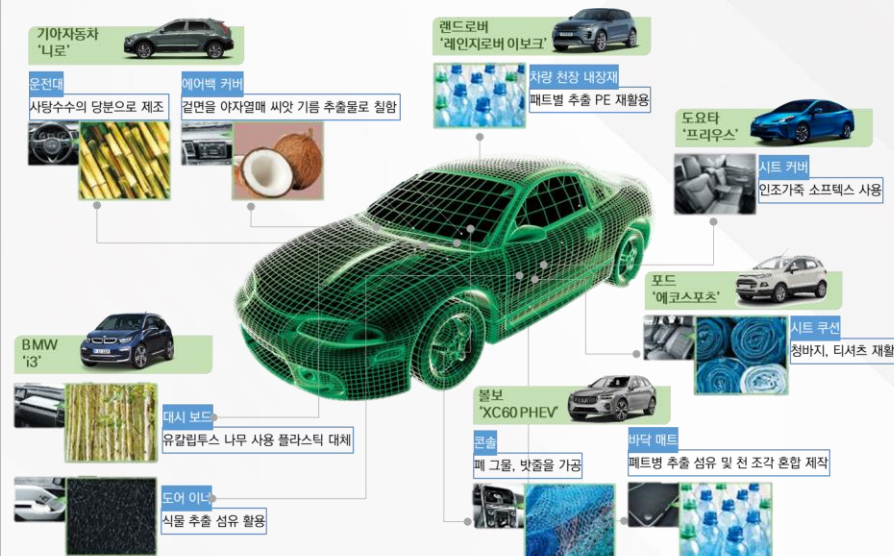 기아자동차
'니로'
운전대
사탕수수의 당분으로 제조
에어백 커버
겉면을 야자열매 씨앗 기름 추출물로 칠함
랜드로버
'레인지로버 이보크'
차량 천장 내장재
패트별 추출 PE 재활용
도요타
'프리우스'
시트 커버
인조가죽 소프텍스 사용
포드
'에코스포츠'
시트 쿠션
청바지, 티셔츠 재활
BMW
'i3'
대시 보드
유칼립투스 나무 사용 플라스틱 대체
도어 이너
식물 추출 섬유 활용
볼보
'XC60 PHEV'
콘솔
폐 그물, 밧줄을 가공
바닥 매트
폐트병 추출 섬유 및 천 조각 혼합 제작